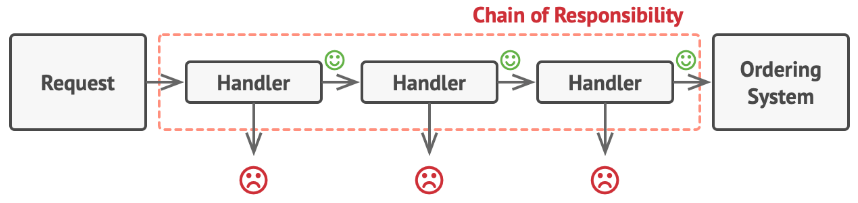 Chain of Responsibility
Request
Handler
Handler
Handler
Ordering
System